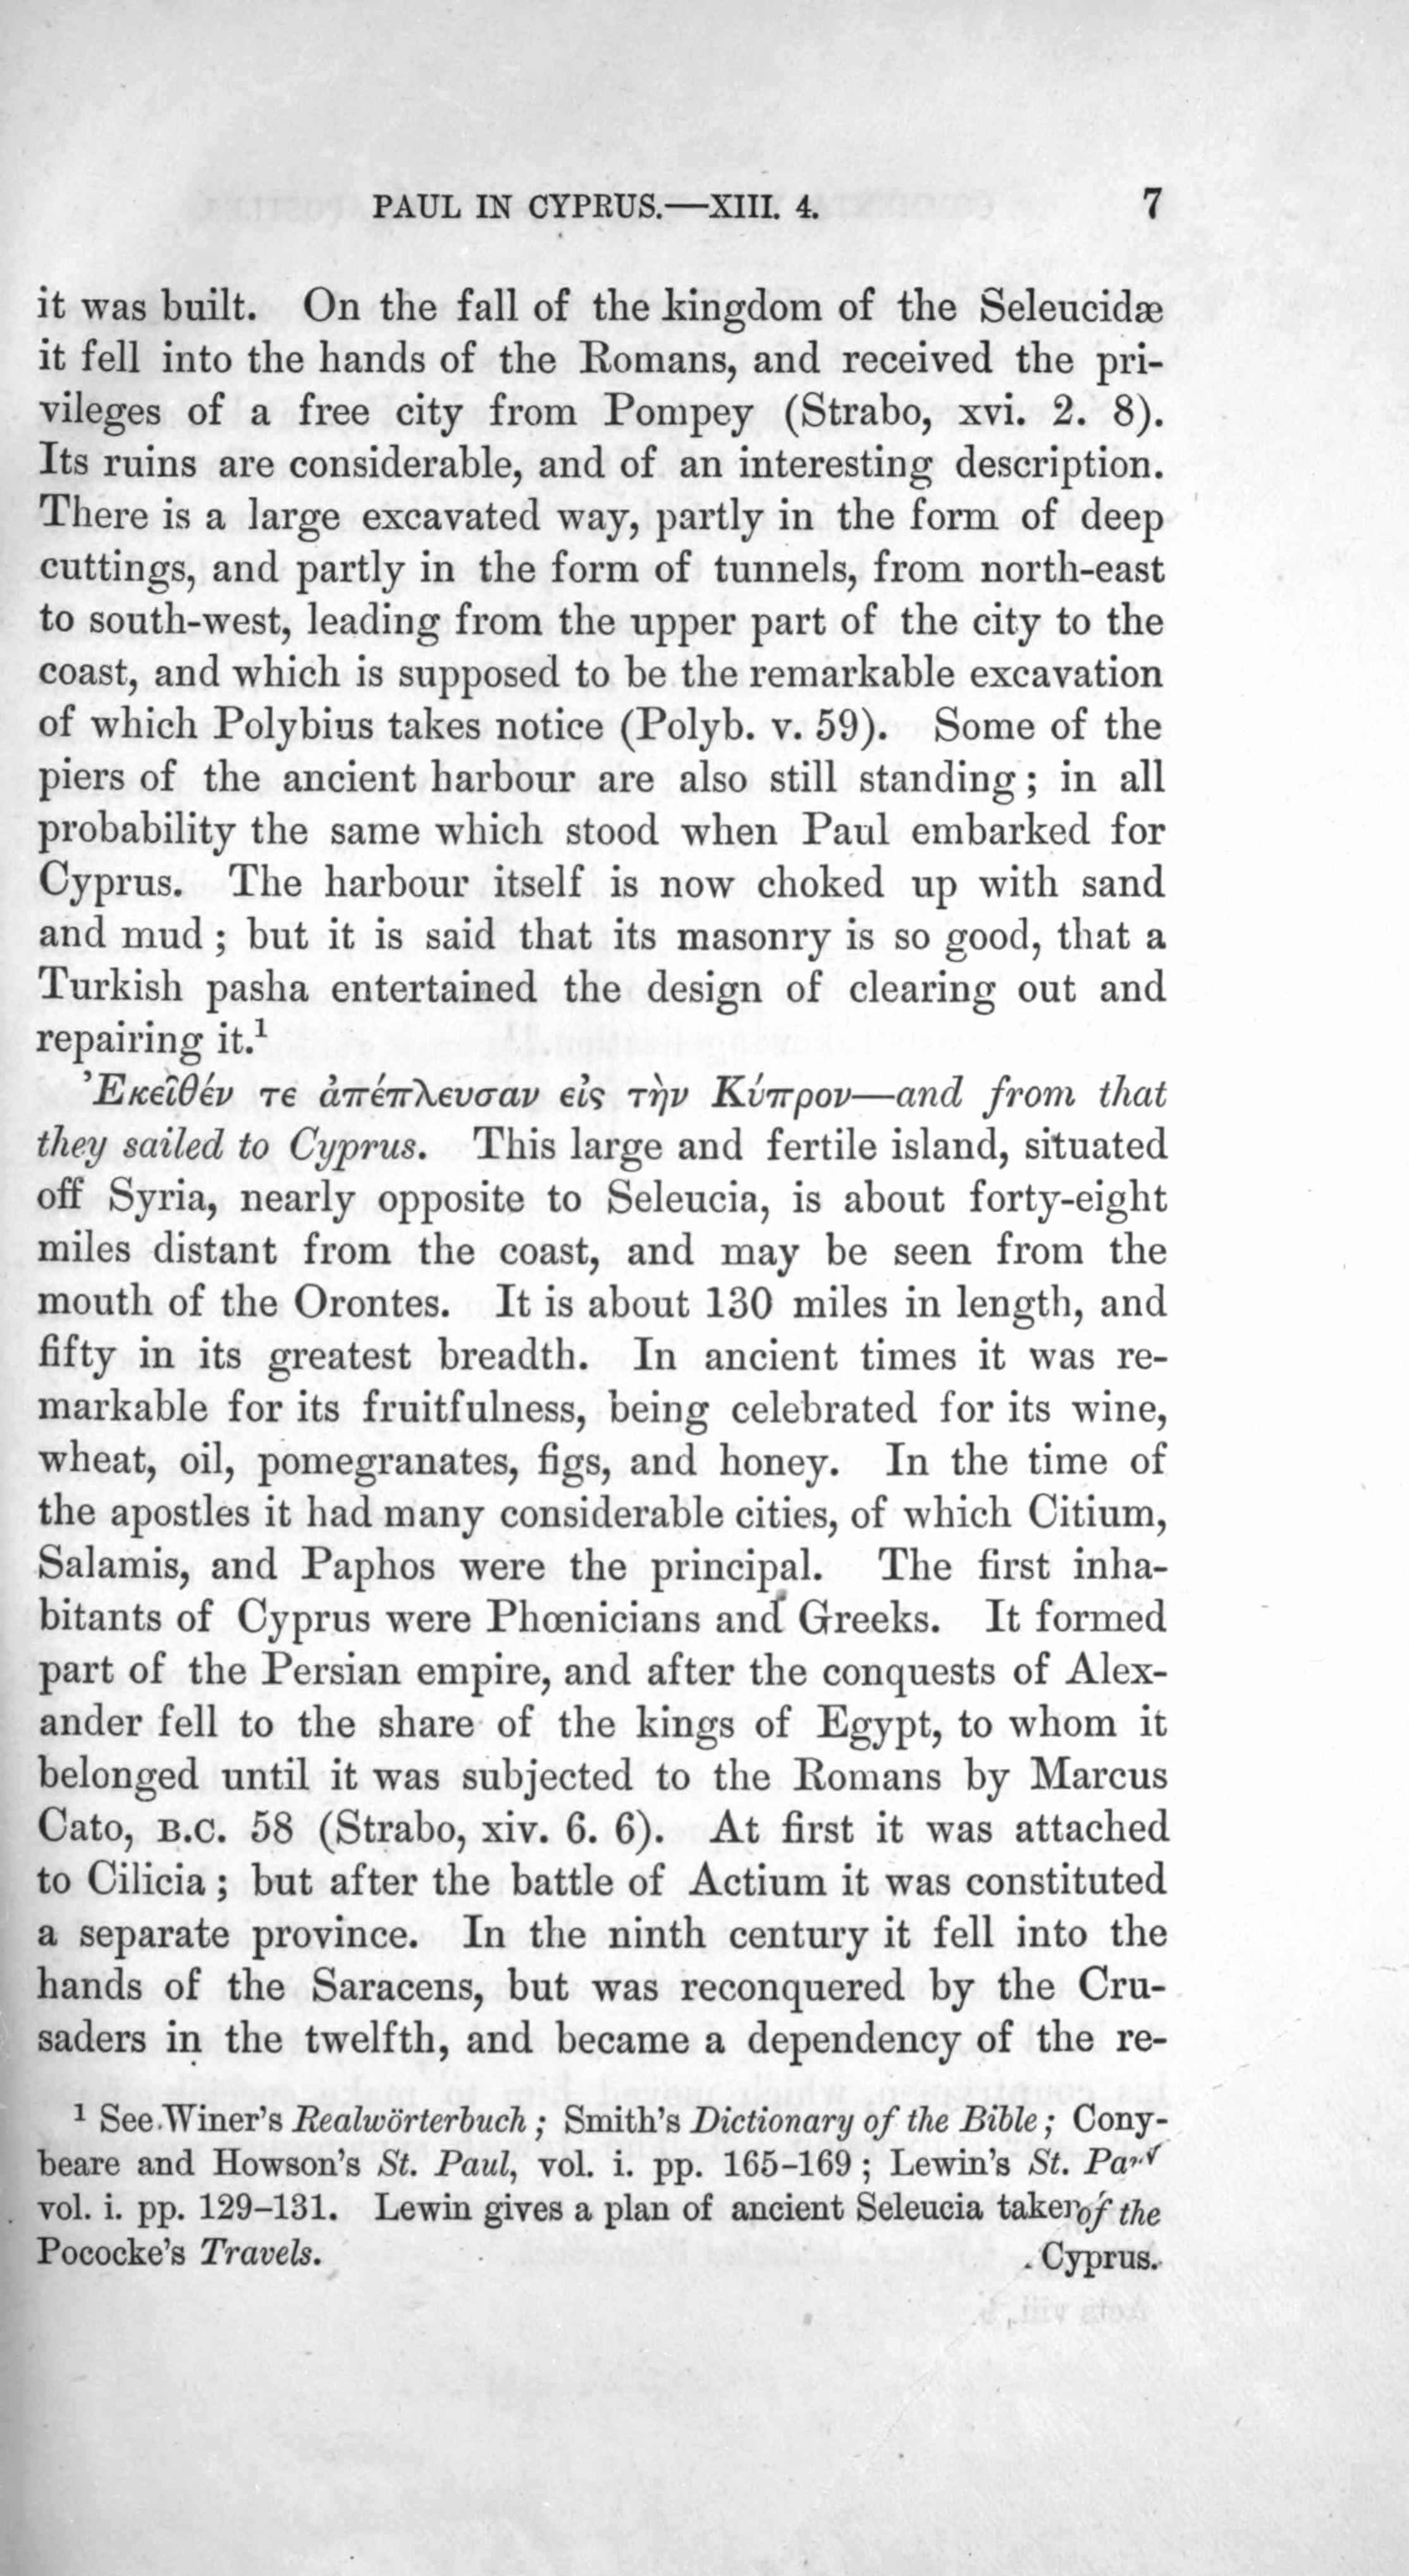 PAUL IN CYPRUS.—XIII. 4. 7
it was built. On the fall of the kingdom of the Seleucidæ
it fell into the hands of the Romans, and received the pri-
vileges of a free city from Pompey (Strabo, xvi. 2. 8).
Its ruins are considerable, and of an interesting description.
There is a large excavated way, partly in the form of deep
cuttings, and partly in the form of tunnels, from north-east
to south-west, leading from the upper part of the city to the
coast, and which is supposed to be the remarkable excavation
of which Polybius takes notice (Polyb. v. 59). Some of the
piers of the ancient harbour are also still standing; in all
probability the same which stood when Paul embarked for
Cyprus. The harbour itself is now choked up with sand
and mud; but it is said that its masonry is so good, that a
Turkish pasha entertained the design of clearing out and
repairing it.¹
Ἐκεῖθέν τε ἀπέπλευσαν εἰς τὴν Κύπρον—and from that
they sailed to Cyprus. This large and fertile island, situated
off Syria, nearly opposite to Seleucia, is about forty-eight
miles distant from the coast, and may be seen from the
mouth of the Orontes. It is about 130 miles in length, and
fifty in its greatest breadth. In ancient times it was re-
markable for its fruitfulness, being celebrated for its wine,
wheat, oil, pomegranates, figs, and honey. In the time of
the apostles it had many considerable cities, of which Citium,
Salamis, and Paphos were the principal. The first inha-
bitants of Cyprus were Phœnicians and Greeks. It formed
part of the Persian empire, and after the conquests of Alex-
ander fell to the share of the kings of Egypt, to whom it
belonged until it was subjected to the Romans by Marcus
Cato, B.C. 58 (Strabo, xiv. 6. 6). At first it was attached
to Cilicia; but after the battle of Actium it was constituted
a separate province. In the ninth century it fell into the
hands of the Saracens, but was reconquered by the Cru-
saders in the twelfth, and became a dependency of the re-
¹ See Winer's Realwörterbuch; Smith's Dictionary of the Bible; Cony-
beare and Howson's St. Paul, vol. i. pp. 165–169; Lewin's St.
vol. i. pp. 129–131. Lewin gives a plan of ancient Seleucia of the
Pococke's Travels. Cyprus.